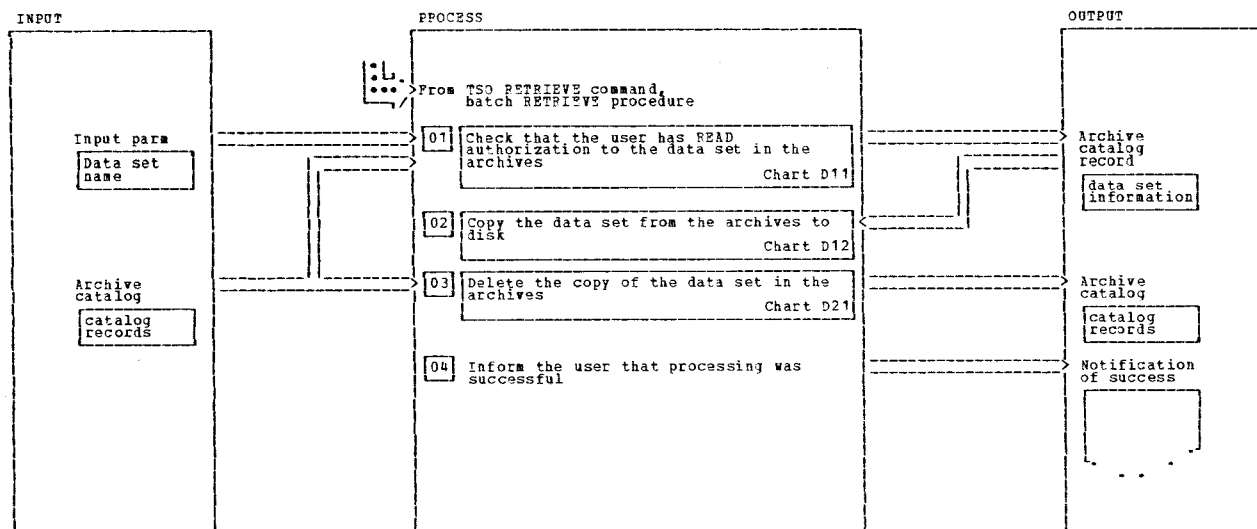 INPUT
PPOCESS
OUTPUT
From TSO RETRIEVE command,
batch RETRIEVE procedure
Input parm
Data set
name
01
Check that the user has READ
authorization to the data set in the
archives
Chart D11
Archive
catalog
record
data set
information
02
Copy the data set from the archives to
disk
Chart D12
Archive
catalog
catalog
records
03
Delete the copy of the data set in the
archives
Chart D21
Archive
catalog
catalog
records
04
Inform the user that processing was
successful
Notification
of success